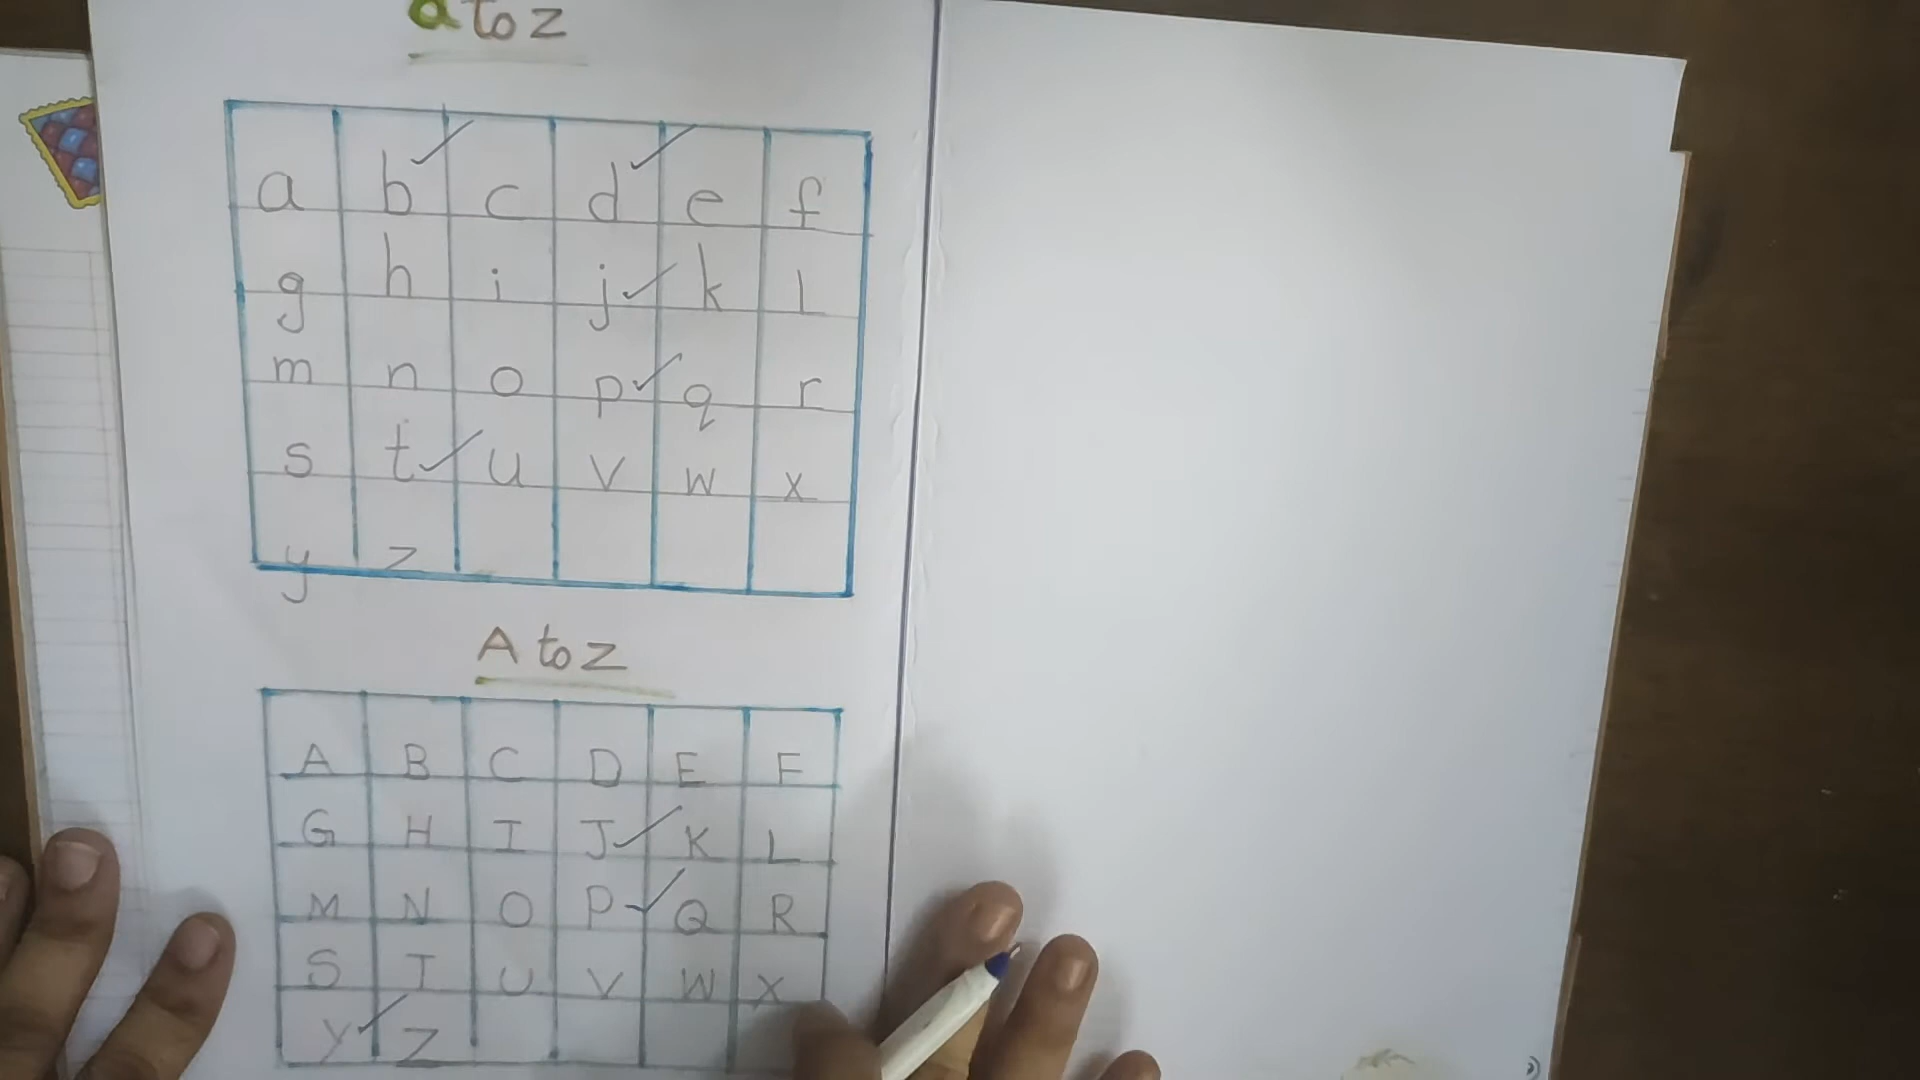 a to z
a b c d e f
g h i j k l
m n o p q r
s t u v w x
y z
A to Z
A B C D E F
G H I J K L
M N O P Q R
S T U V W X
Y Z